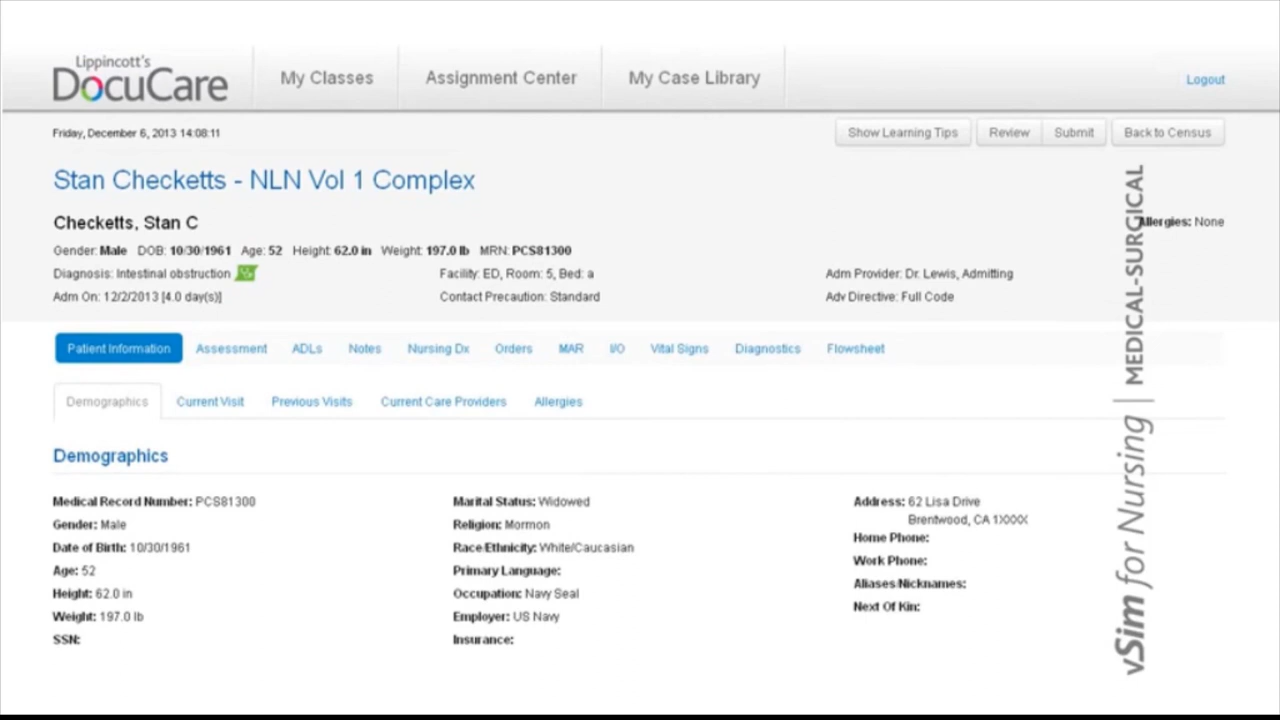 Lippincott's
DocuCare
My Classes
Assignment Center
My Case Library
Logout
Friday, December 6, 2013 14:08:11
Show Learning Tips
Review
Submit
Back to Census
Stan Checketts - NLN Vol 1 Complex
Checketts, Stan C
Allergies: None
Gender: Male DOB: 10/30/1961 Age: 52 Height: 62.0 in Weight: 197.0 lb MRN: PCS81300
Diagnosis: Intestinal obstruction
Facility: ED, Room: 5, Bed: a
Adm Provider: Dr. Lewis, Admitting
Adm On: 12/2/2013 [4.0 day(s)]
Contact Precaution: Standard
Adv Directive: Full Code
Patient Information
Assessment
ADLs
Notes
Nursing Dx
Orders
MAR
I/O
Vital Signs
Diagnostics
Flowsheet
Demographics
Current Visit
Previous Visits
Current Care Providers
Allergies
Demographics
Medical Record Number: PCS81300
Gender: Male
Date of Birth: 10/30/1961
Age: 52
Height: 62.0 in
Weight: 197.0 lb
SSN:
Marital Status: Widowed
Religion: Mormon
Race/Ethnicity: White/Caucasian
Primary Language:
Occupation: Navy Seal
Employer: US Navy
Insurance:
Address: 62 Lisa Drive
Brentwood, CA 1XXXX
Home Phone:
Work Phone:
Aliases/Nicknames:
Next Of Kin:
vSim for Nursing | MEDICAL-SURGICAL